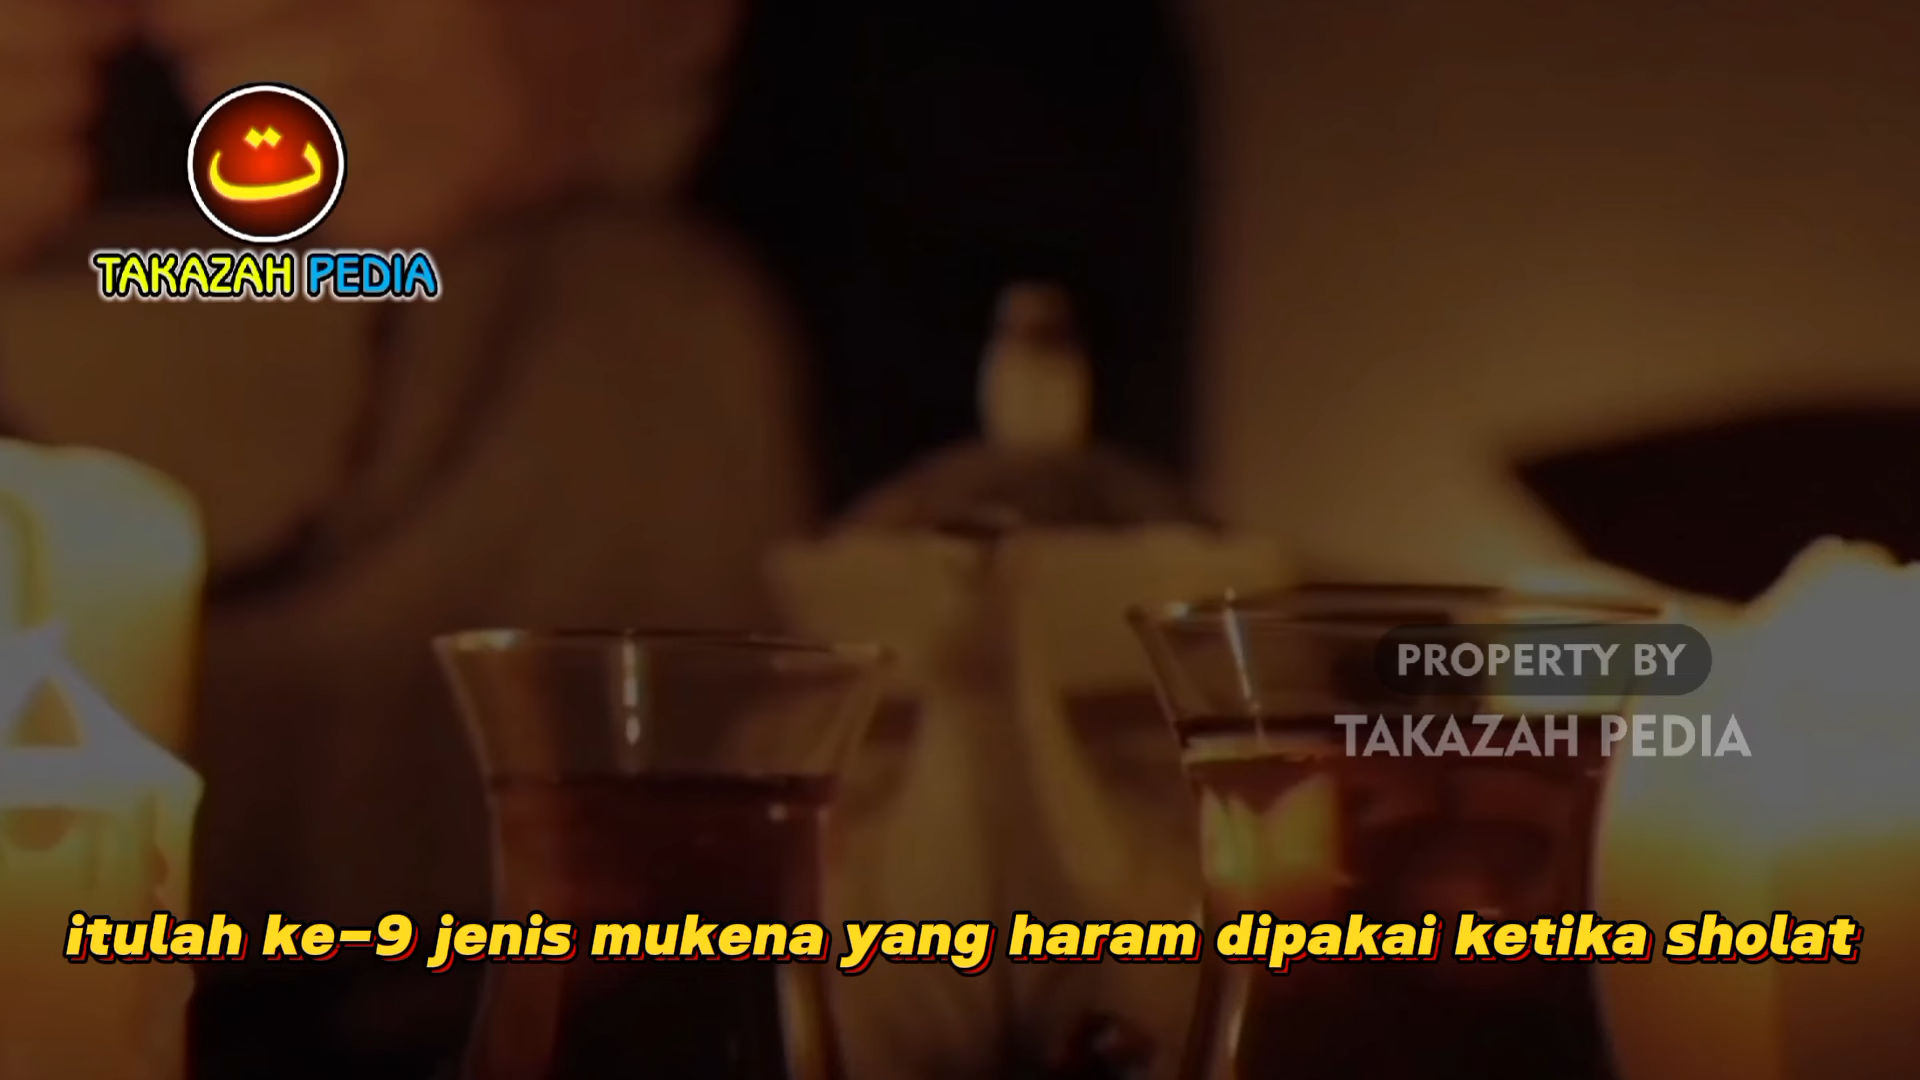 ت
TAKAZAH PEDIA
PROPERTY BY
TAKAZAH PEDIA
itulah ke-9 jenis mukena yang haram dipakai ketika sholat